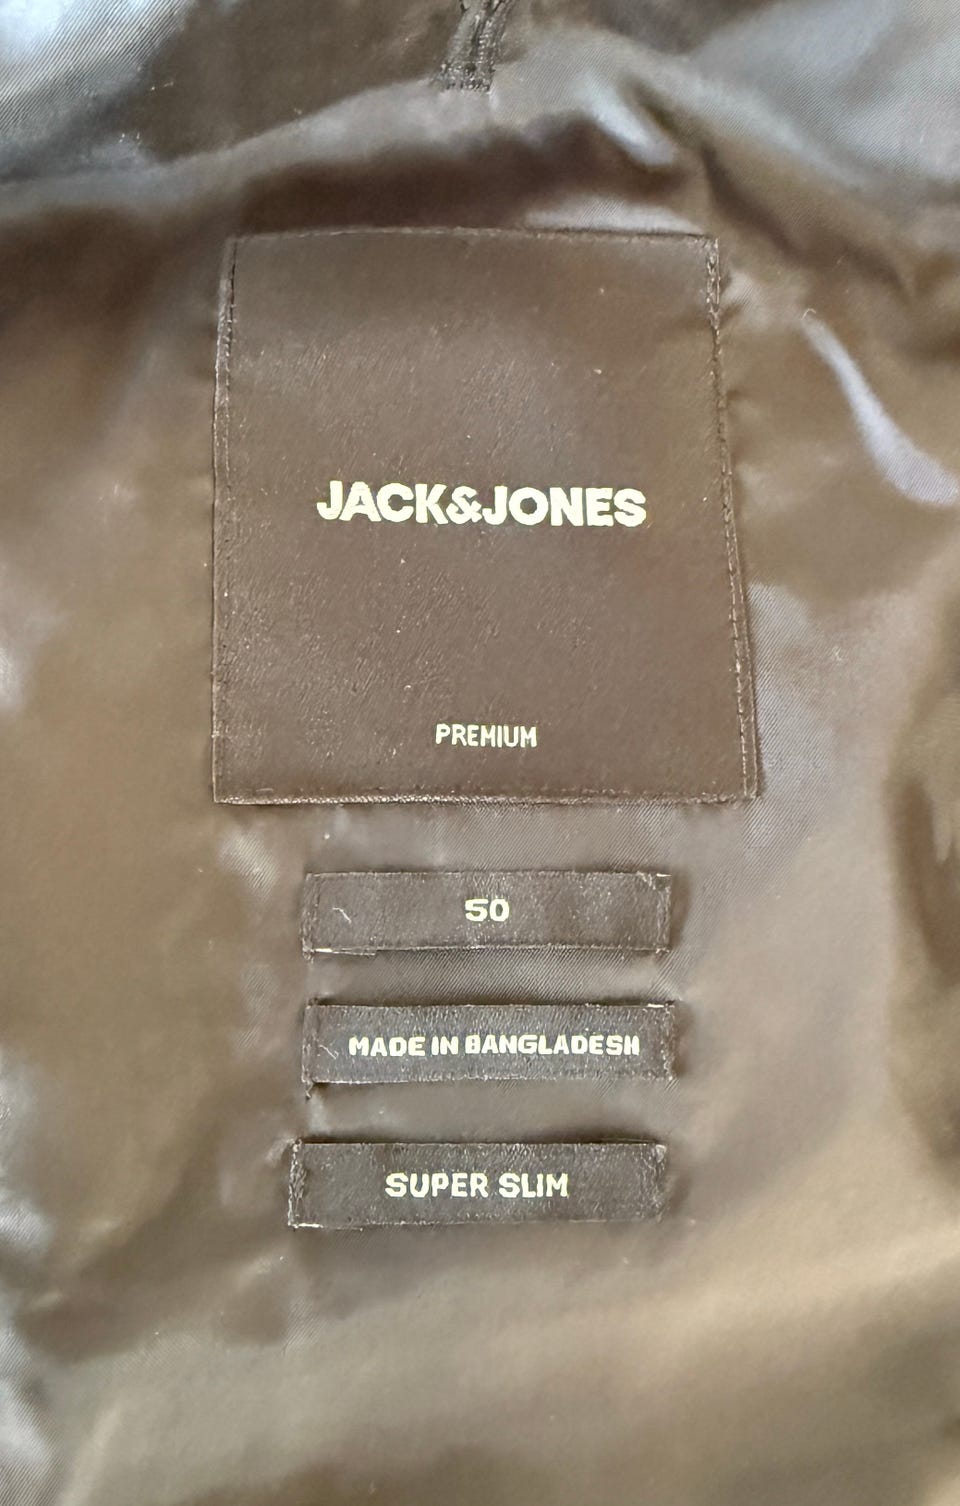 JACK&JONES
PREMIUM
50
MADE IN BANGLADESH
SUPER SLIM